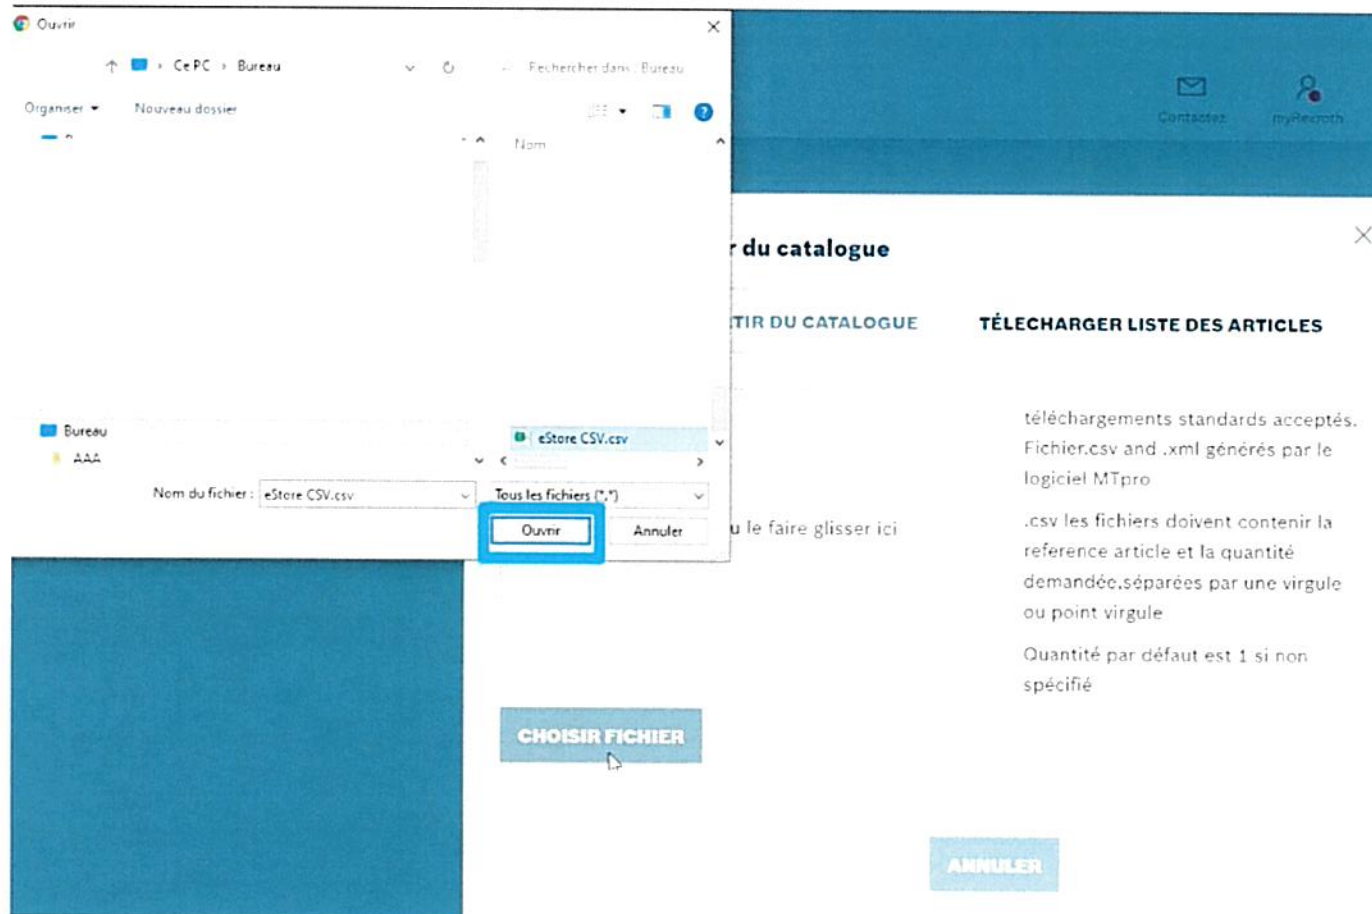 Ouvrir
Ce PC > Bureau
Rechercher dans : Bureau
Organiser
Nouveau dossier
Nom
Bureau
AAA
eStore CSV.csv
Nom du fichier : eStore CSV.csv
Tous les fichiers (*.*)
Ouvrir
Annuler
Contactez
myRexroth
r du catalogue
TIR DU CATALOGUE
TÉLECHARGER LISTE DES ARTICLES
u le faire glisser ici
téléchargements standards acceptés.
Fichier.csv and .xml générés par le
logiciel MTpro
.csv les fichiers doivent contenir la
reference article et la quantité
demandée,séparées par une virgule
ou point virgule
Quantité par défaut est 1 si non
spécifié
CHOISIR FICHIER
ANNULER